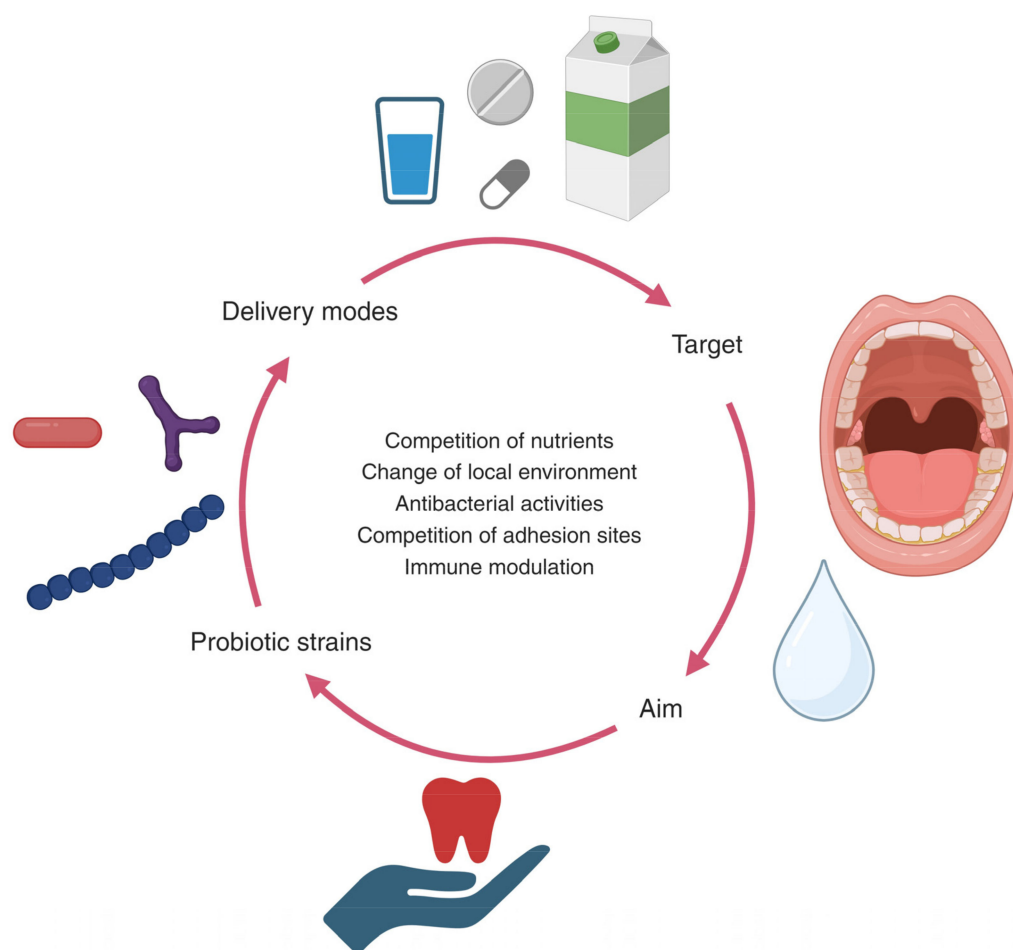 Delivery modes
Target
Competition of nutrients
Change of local environment
Antibacterial activities
Competition of adhesion sites
Immune modulation
Probiotic strains
Aim